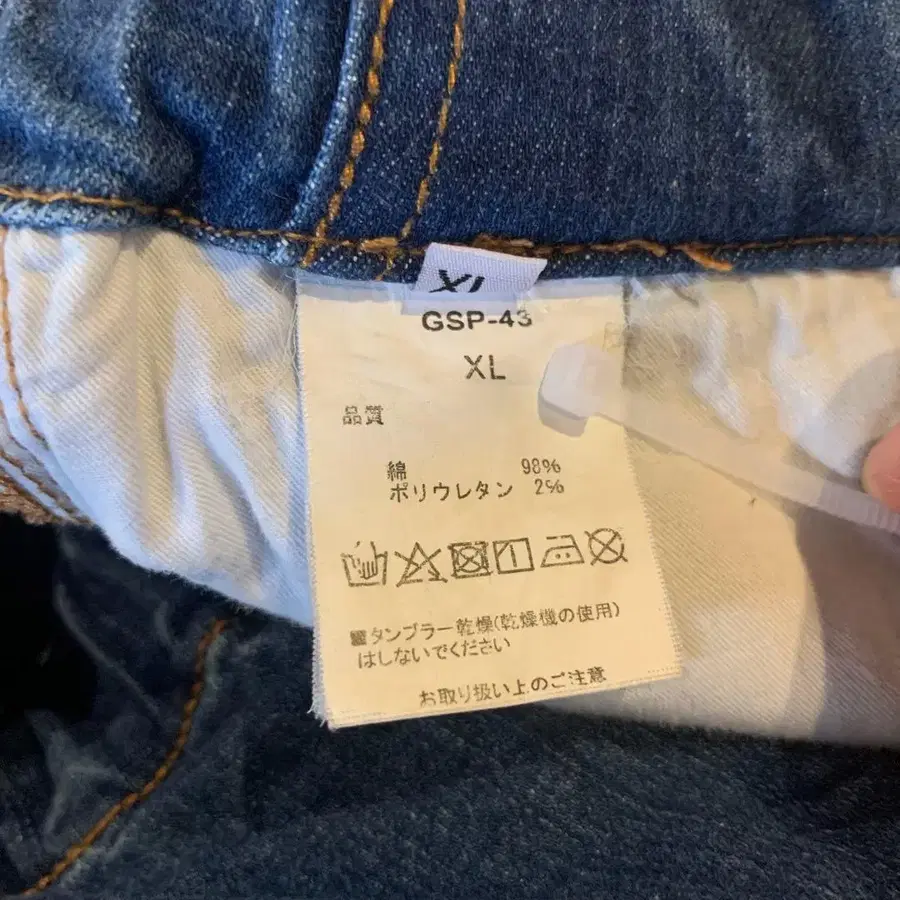 XL
GSP-43
XL
品質
綿 98%
ポリウレタン 2%
■タンブラー乾燥(乾燥機の使用)
はしないでください
お取り扱い上のご注意